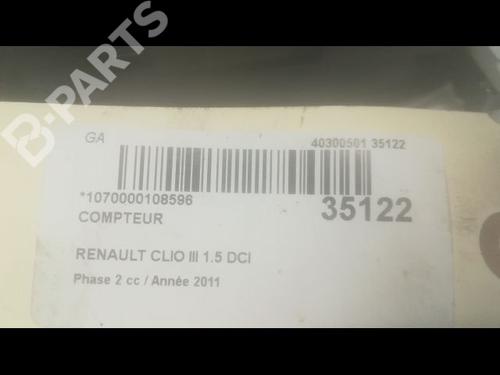 B-PARTS
GA
40300501 35122
*1070000108596
35122
COMPTEUR
RENAULT CLIO III 1.5 DCI
Phase 2 cc / Année 2011